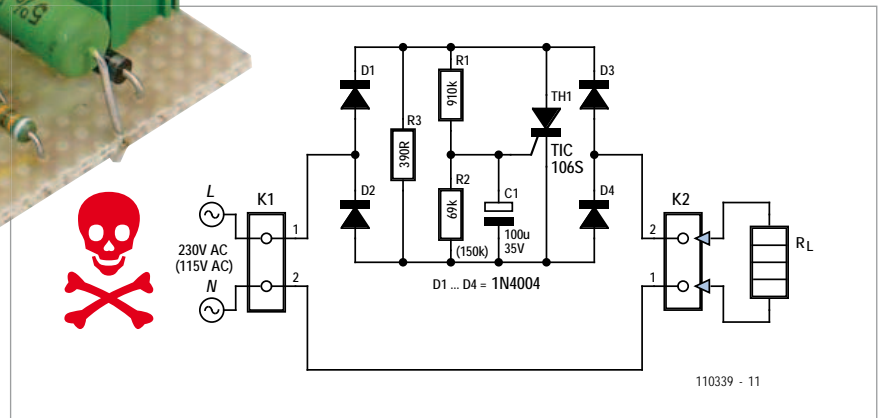 5%
D1
R1
D3
910k
TH1
R3
390R
TIC
106S
L
K1
D2
R2
C1
D4
K2
69k
1
2
RL
230V AC
(115V AC)
100u
35V
(150k)
N
2
1
D1 ... D4 = 1N4004
110339 - 11